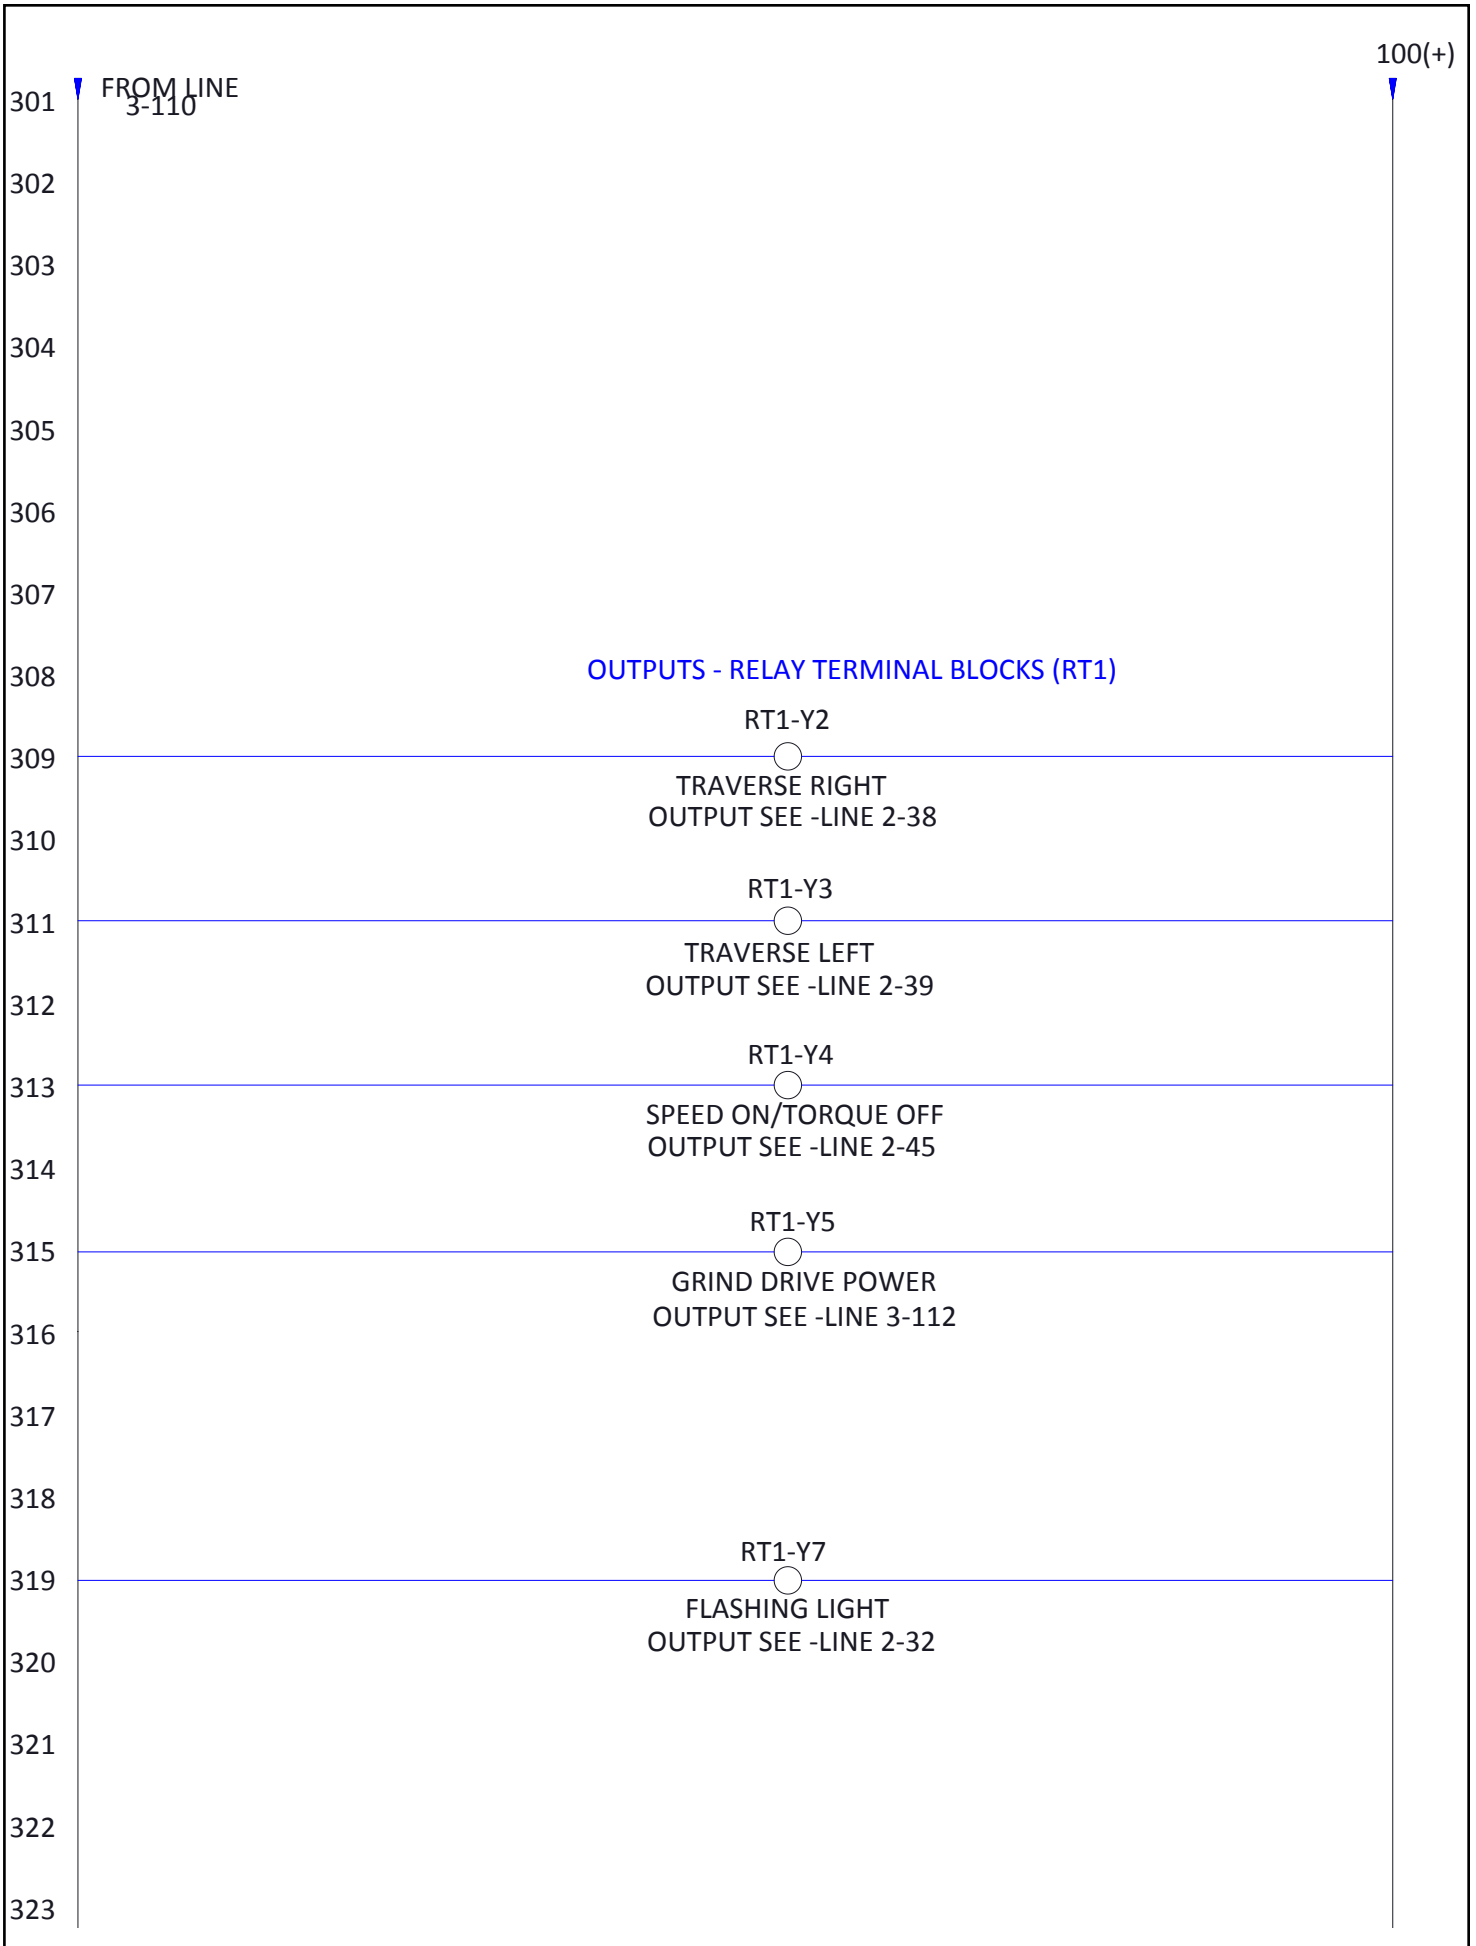 100(+)
301 FROM LINE
3-110
302
303
304
305
306
307
308 OUTPUTS - RELAY TERMINAL BLOCKS (RT1)
RT1-Y2
309
TRAVERSE RIGHT
OUTPUT SEE -LINE 2-38
310
RT1-Y3
311
TRAVERSE LEFT
OUTPUT SEE -LINE 2-39
312
RT1-Y4
313
SPEED ON/TORQUE OFF
OUTPUT SEE -LINE 2-45
314
RT1-Y5
315
GRIND DRIVE POWER
OUTPUT SEE -LINE 3-112
316
317
318
RT1-Y7
319
FLASHING LIGHT
OUTPUT SEE -LINE 2-32
320
321
322
323